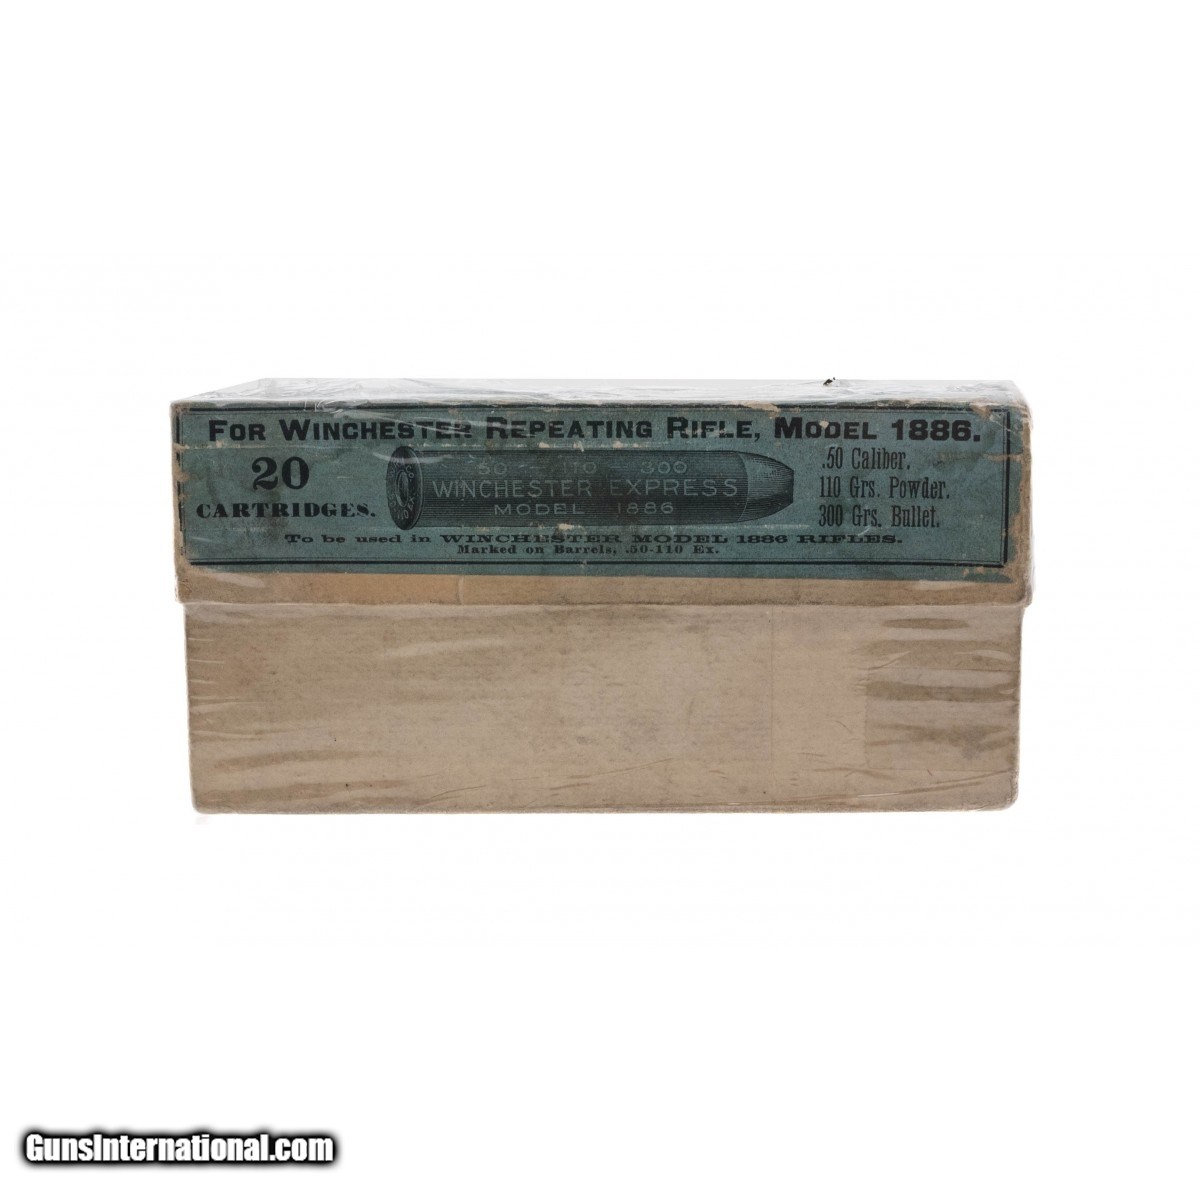 FOR WINCHESTER REPEATING RIFLE, MODEL 1886.
20
CARTRIDGES.
50 - 110 300
WINCHESTER EXPRESS
MODEL 1886
.50 Caliber.
110 Grs. Powder.
300 Grs. Bullet.
To be used in WINCHESTER MODEL 1886 RIFLES.
Marked on Barrels, .50-110 Ex.
GunsInternational.com